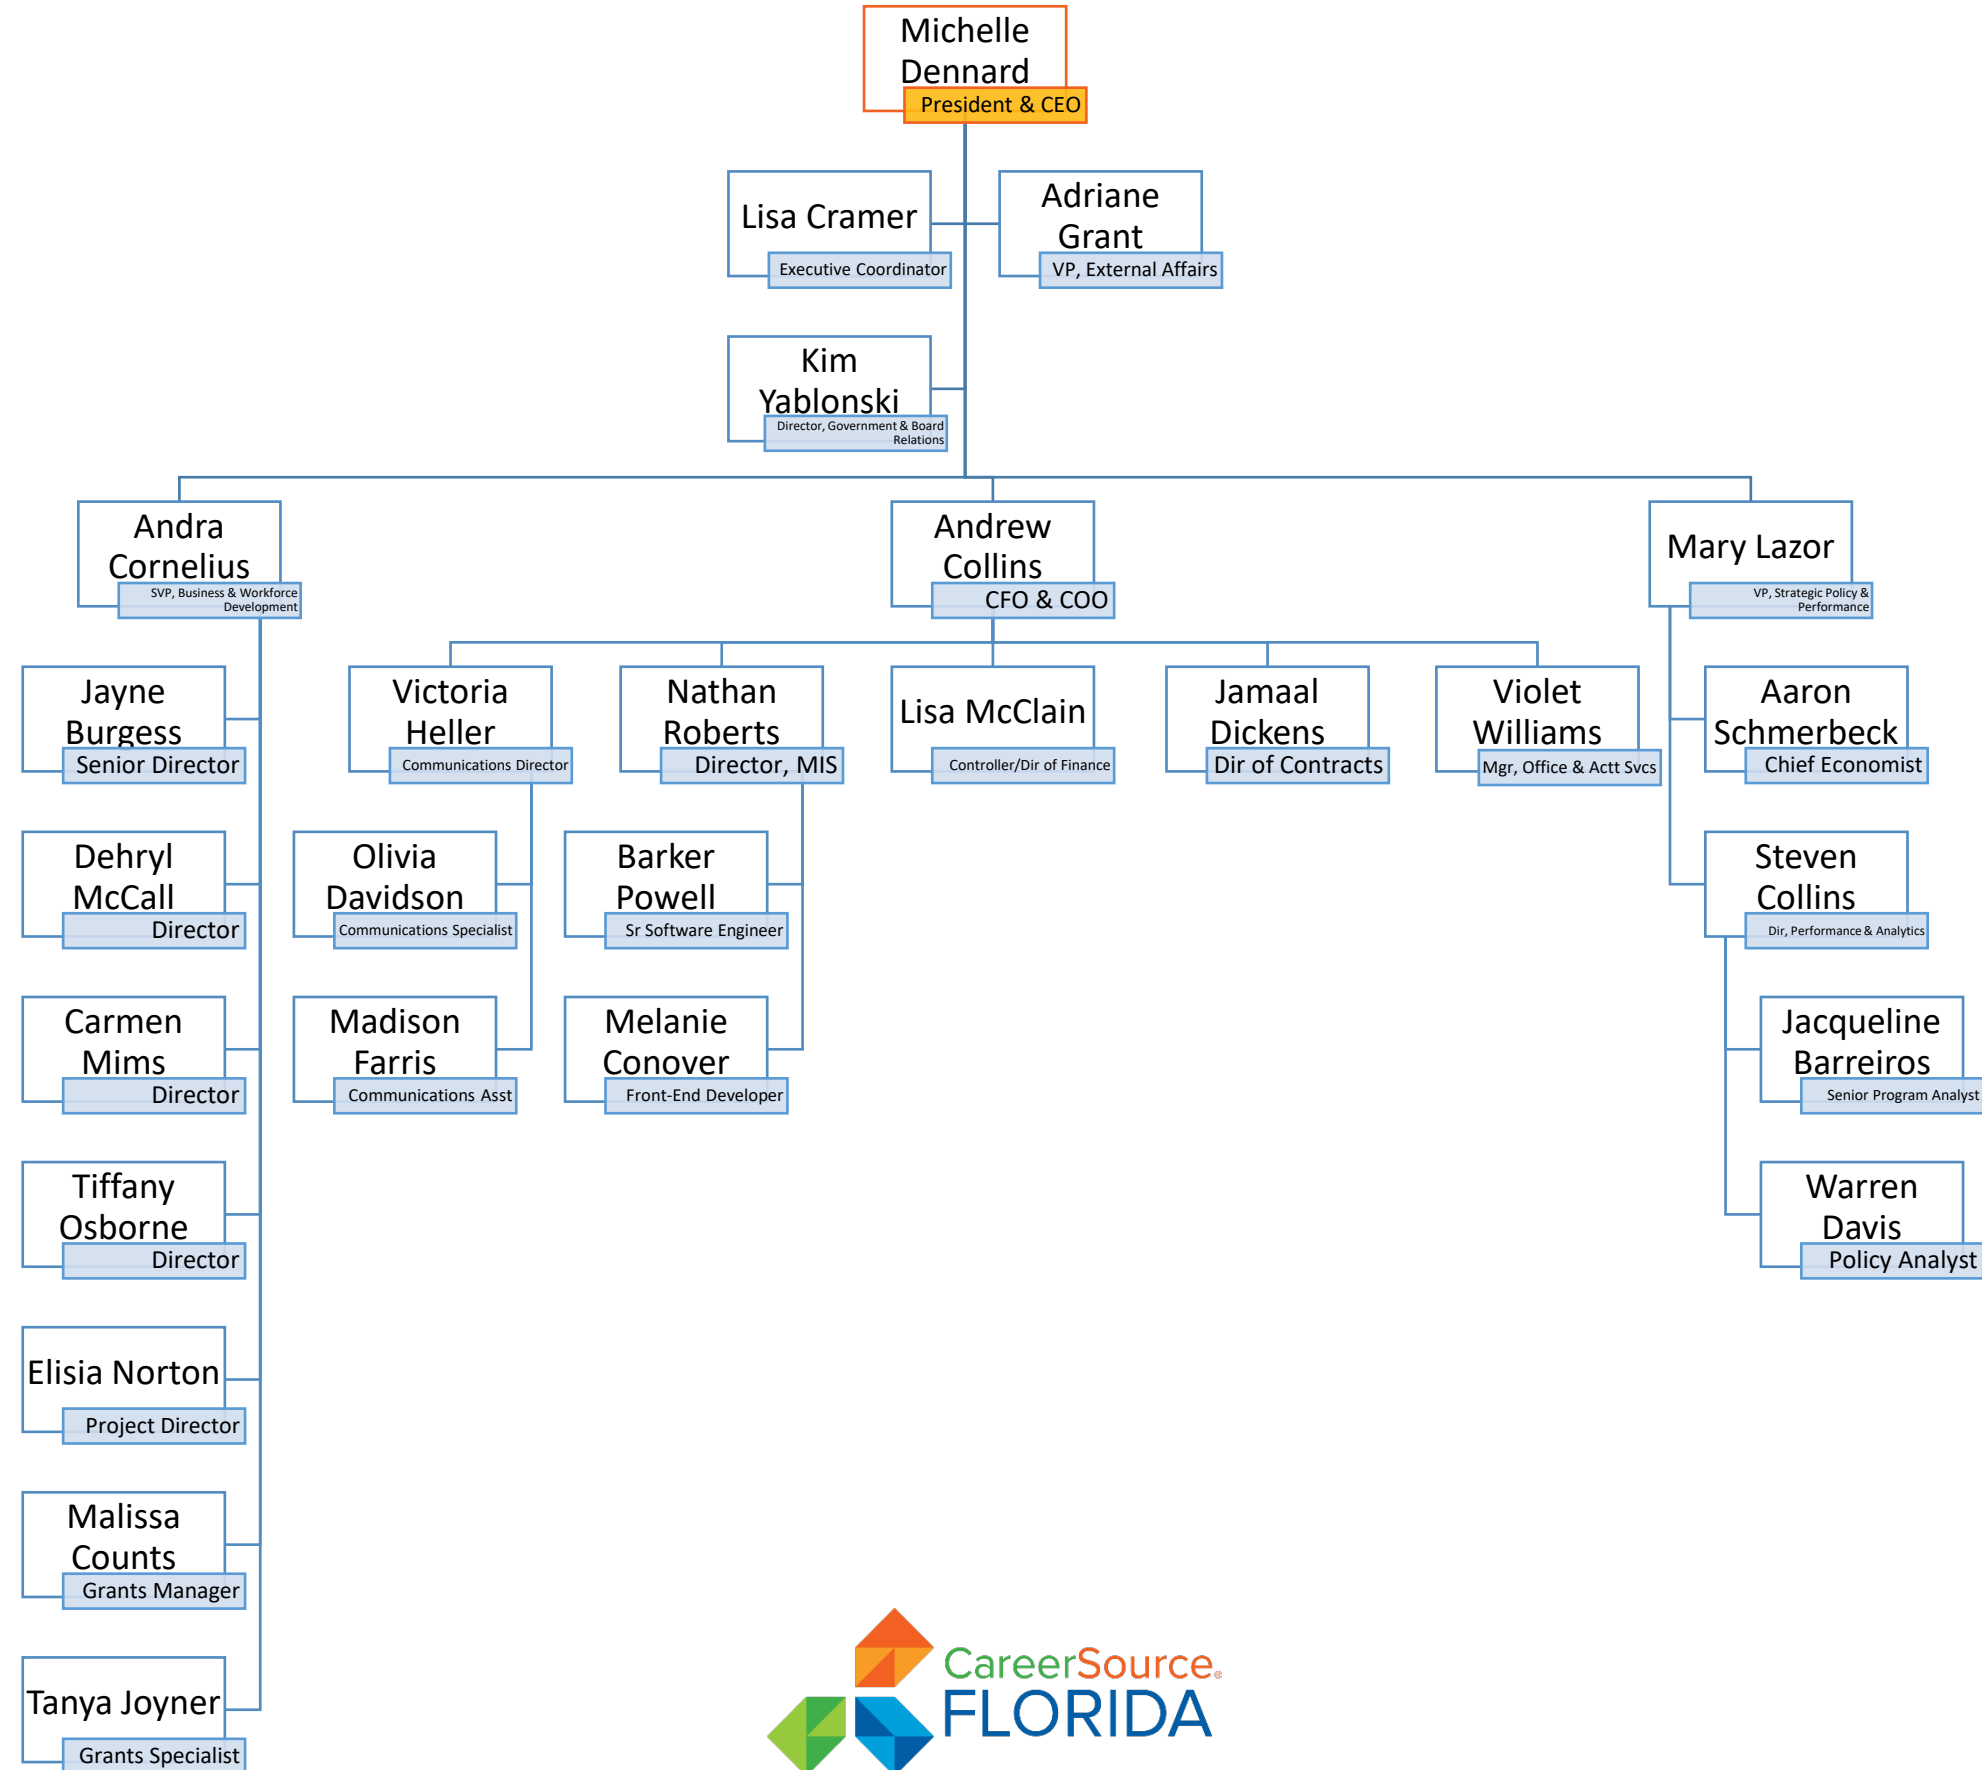 Michelle
Dennard
President & CEO
Lisa Cramer
Executive Coordinator
Adriane
Grant
VP, External Affairs
Kim
Yablonski
Director, Government & Board
Relations
Andra
Cornelius
SVP, Business & Workforce
Development
Andrew
Collins
CFO & COO
Mary Lazor
VP, Strategic Policy &
Performance
Jayne
Burgess
Senior Director
Victoria
Heller
Communications Director
Nathan
Roberts
Director, MIS
Lisa McClain
Controller/Dir of Finance
Jamaal
Dickens
Dir of Contracts
Violet
Williams
Mgr, Office & Actt Svcs
Aaron
Schmerbeck
Chief Economist
Dehryl
McCall
Director
Olivia
Davidson
Communications Specialist
Barker
Powell
Sr Software Engineer
Steven
Collins
Dir, Performance & Analytics
Carmen
Mims
Director
Madison
Farris
Communications Asst
Melanie
Conover
Front-End Developer
Jacqueline
Barreiros
Senior Program Analyst
Tiffany
Osborne
Director
Warren
Davis
Policy Analyst
Elisia Norton
Project Director
Malissa
Counts
Grants Manager
Tanya Joyner
Grants Specialist
CareerSource®
FLORIDA